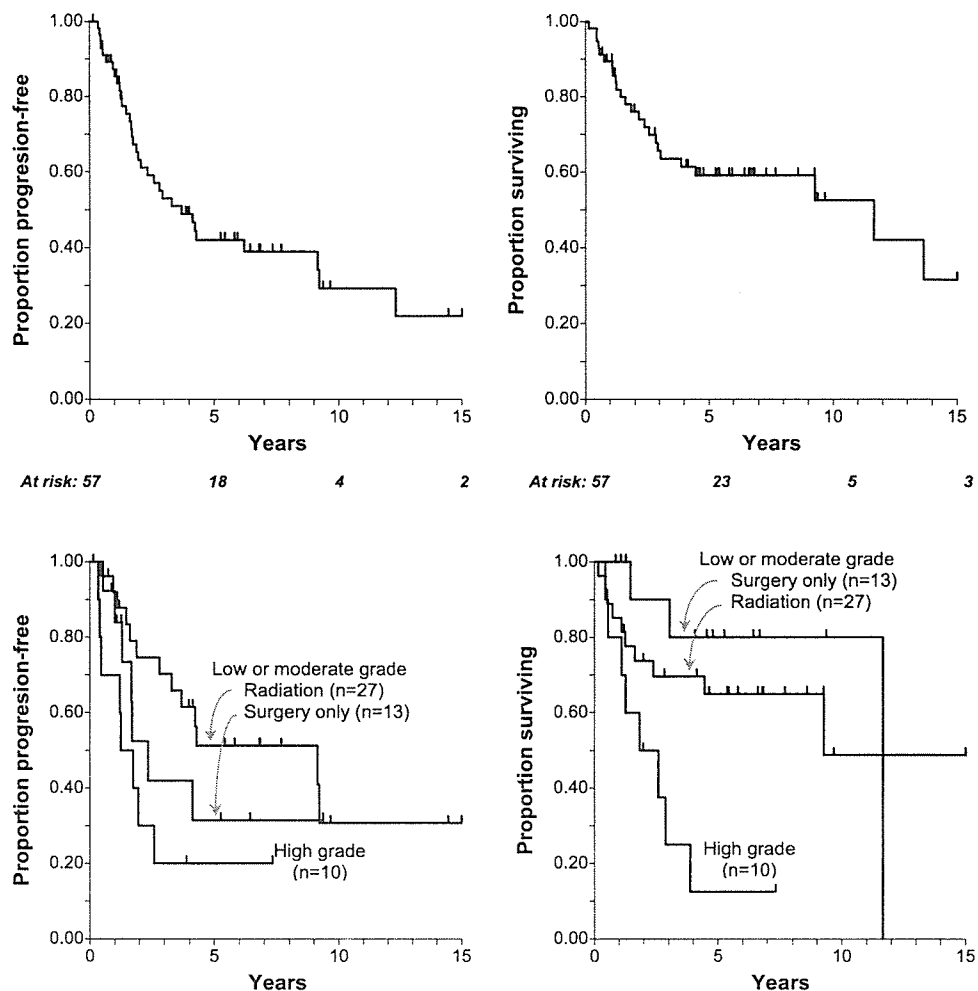 1.00
0.80
0.60
0.40
0.20
0.00
Proportion progresion-free
0 5 10 15
Years
At risk: 57 18 4 2
1.00
0.80
0.60
0.40
0.20
0.00
Proportion surviving
0 5 10 15
Years
At risk: 57 23 5 3
1.00
0.80
0.60
0.40
0.20
0.00
Proportion progresion-free
Low or moderate grade
Radiation (n=27)
Surgery only (n=13)
High grade
(n=10)
0 5 10 15
Years
1.00
0.80
0.60
0.40
0.20
0.00
Proportion surviving
Low or moderate grade
Surgery only (n=13)
Radiation (n=27)
High grade
(n=10)
0 5 10 15
Years